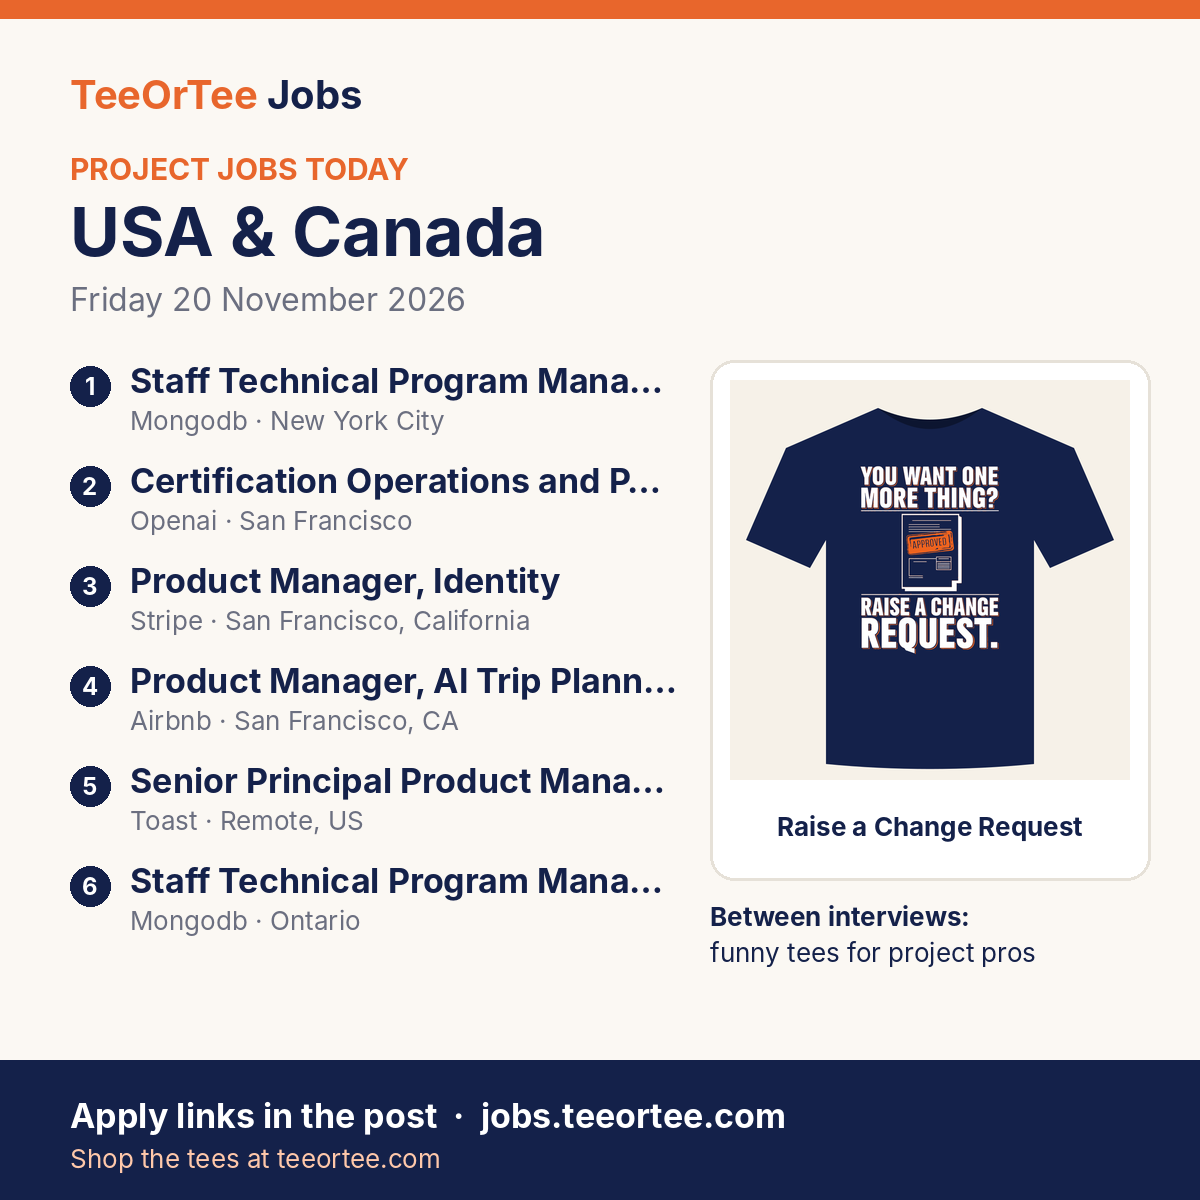 TeeOrTee Jobs
PROJECT JOBS TODAY
USA & Canada
Friday 20 November 2026
1 Staff Technical Program Mana...
Mongodb · New York City
2 Certification Operations and P...
Openai · San Francisco
3 Product Manager, Identity
Stripe · San Francisco, California
4 Product Manager, AI Trip Plann...
Airbnb · San Francisco, CA
5 Senior Principal Product Mana...
Toast · Remote, US
6 Staff Technical Program Mana...
Mongodb · Ontario
YOU WANT ONE
MORE THING?
APPROVED
RAISE A CHANGE
REQUEST.
Raise a Change Request
Between interviews:
funny tees for project pros
Apply links in the post · jobs.teeortee.com
Shop the tees at teeortee.com